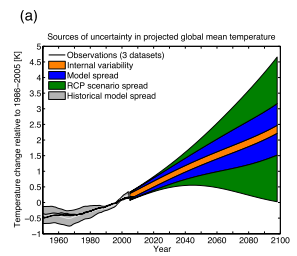 (a)
Sources of uncertainty in projected global mean temperature
5
4.5
4
3.5
3
2.5
2
1.5
1
0.5
0
−0.5
−1
Temperature change relative to 1986−2005 [K]
Observations (3 datasets)
Internal variability
Model spread
RCP scenario spread
Historical model spread
1960 1980 2000 2020 2040 2060 2080 2100
Year